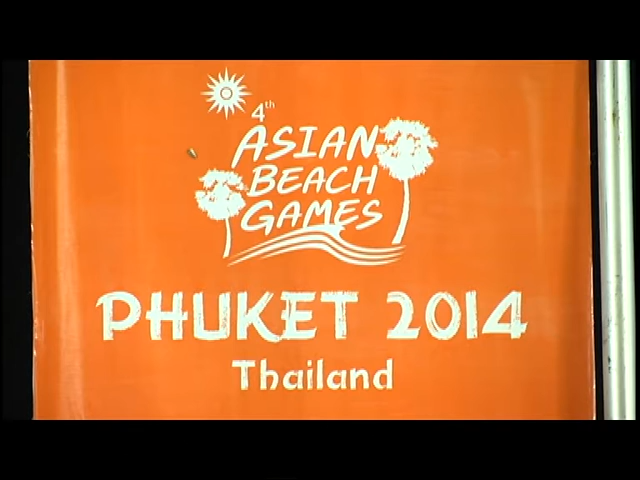 4th
ASIAN
BEACH
GAMES
PHUKET 2014
Thailand